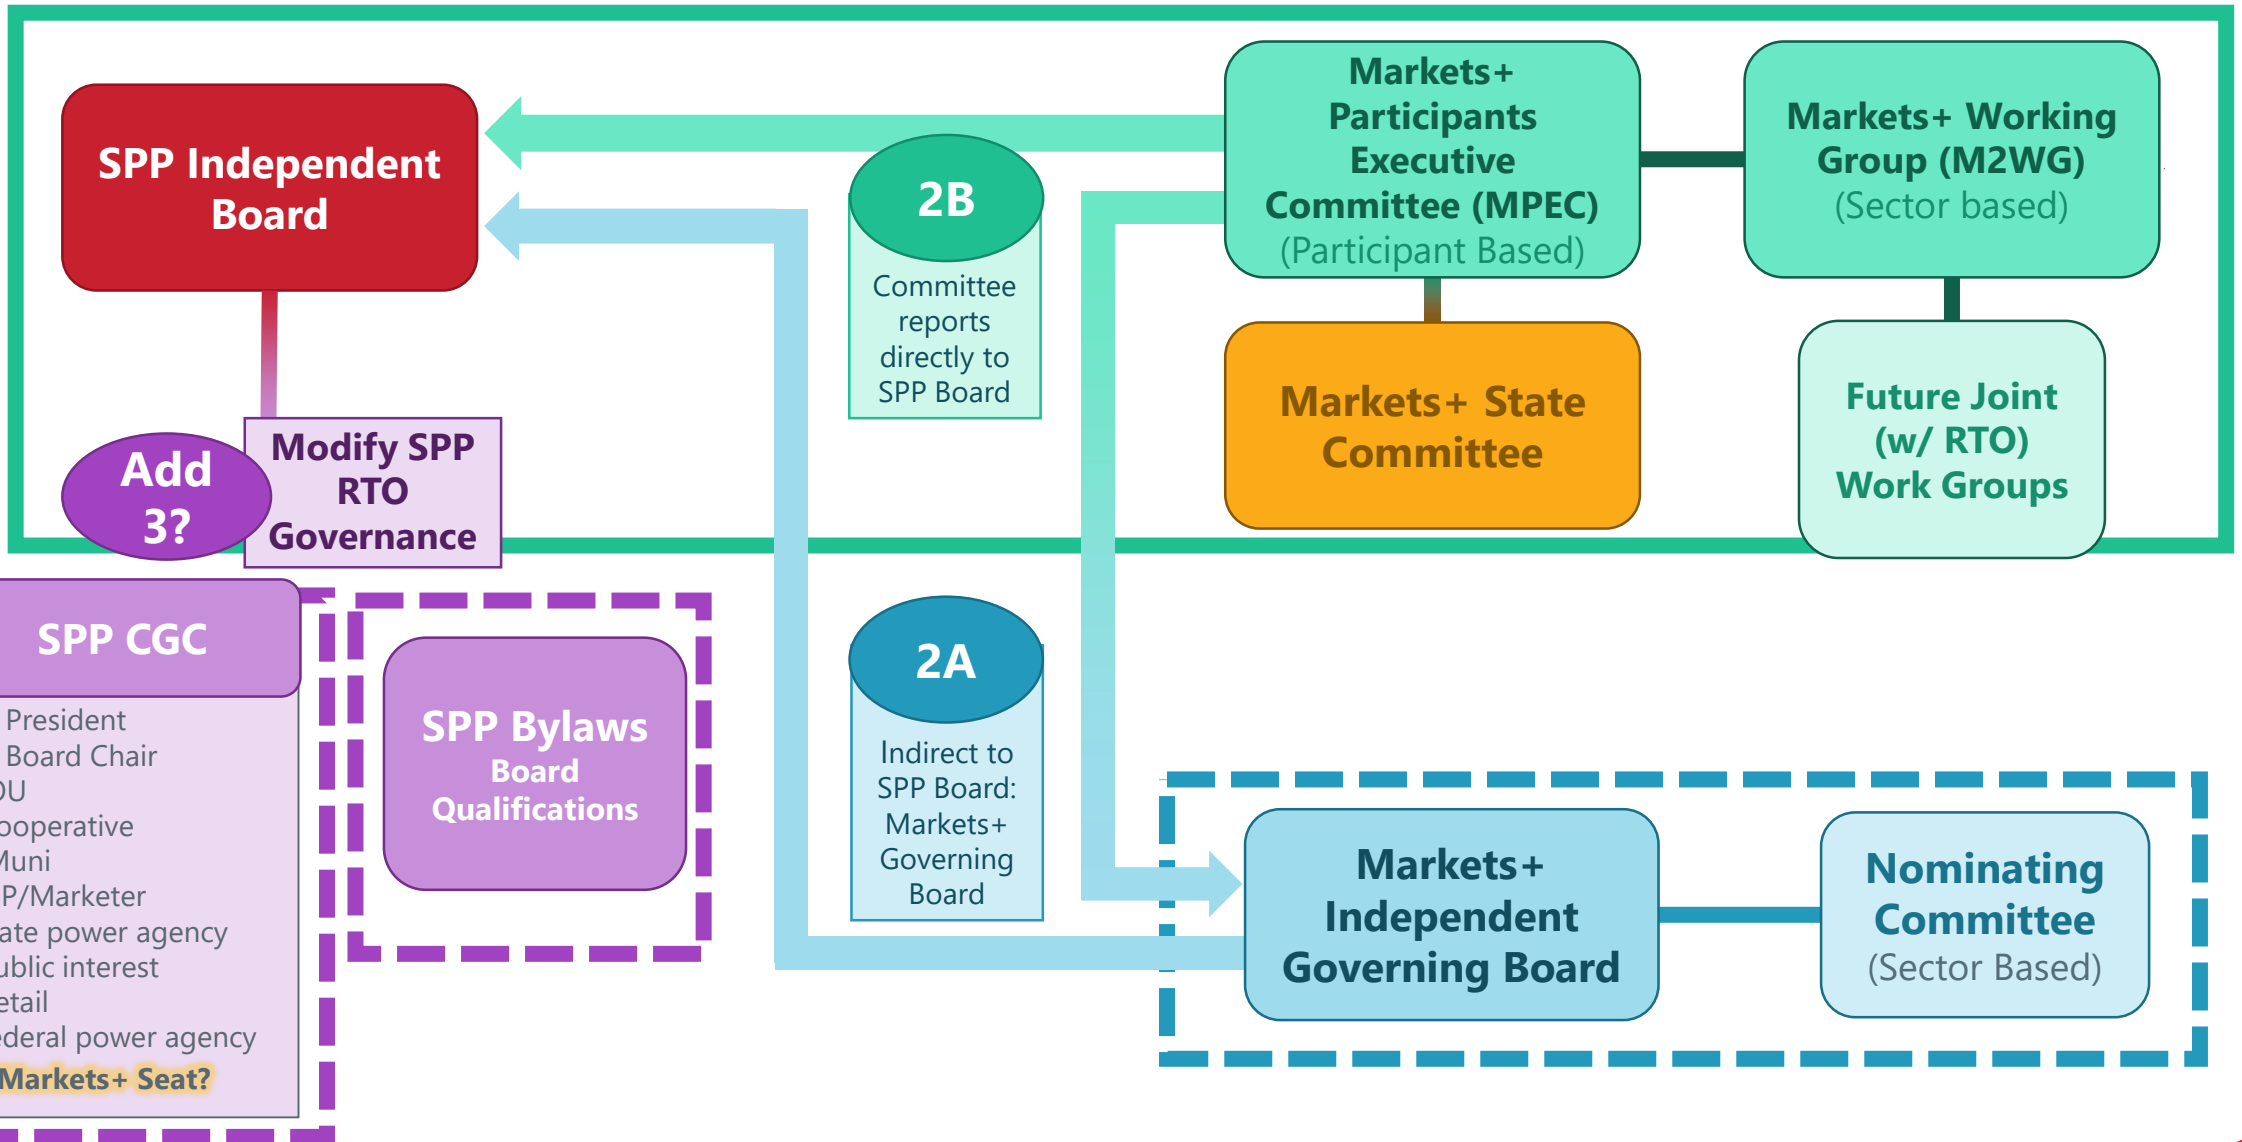 SPP Independent
Board
2B
Committee
reports
directly to
SPP Board
Markets+
Participants
Executive
Committee (MPEC)
(Participant Based)
Markets+ Working
Group (M2WG)
(Sector based)
Markets+ State
Committee
Future Joint
(w/ RTO)
Work Groups
Add
3?
Modify SPP
RTO
Governance
SPP CGC
President
Board Chair
OU
ooperative
Muni
P/Marketer
ate power agency
ublic interest
etail
ederal power agency
Markets+ Seat?
SPP Bylaws
Board
Qualifications
2A
Indirect to
SPP Board:
Markets+
Governing
Board
Markets+
Independent
Governing Board
Nominating
Committee
(Sector Based)